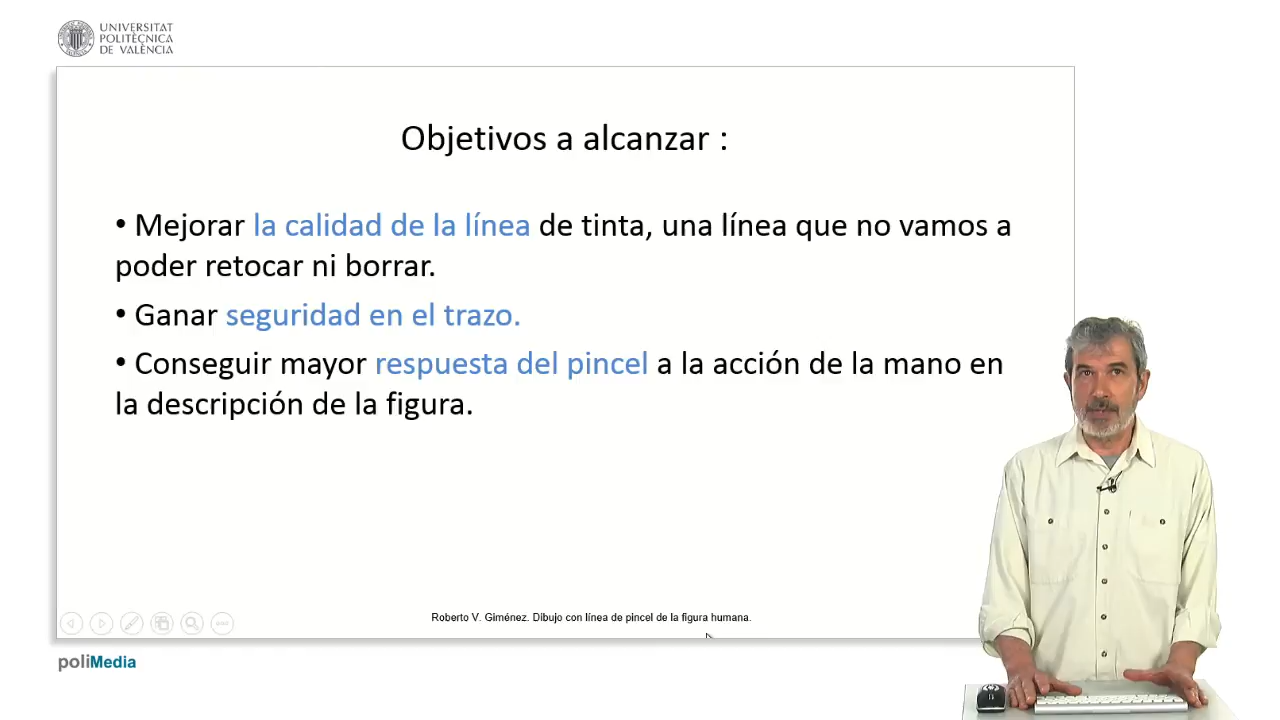 UNIVERSITAT
POLITÈCNICA
DE VALÈNCIA
Objetivos a alcanzar :
• Mejorar la calidad de la línea de tinta, una línea que no vamos a
poder retocar ni borrar.
• Ganar seguridad en el trazo.
• Conseguir mayor respuesta del pincel a la acción de la mano en
la descripción de la figura.
Roberto V. Giménez. Dibujo con línea de pincel de la figura humana.
poliMedia